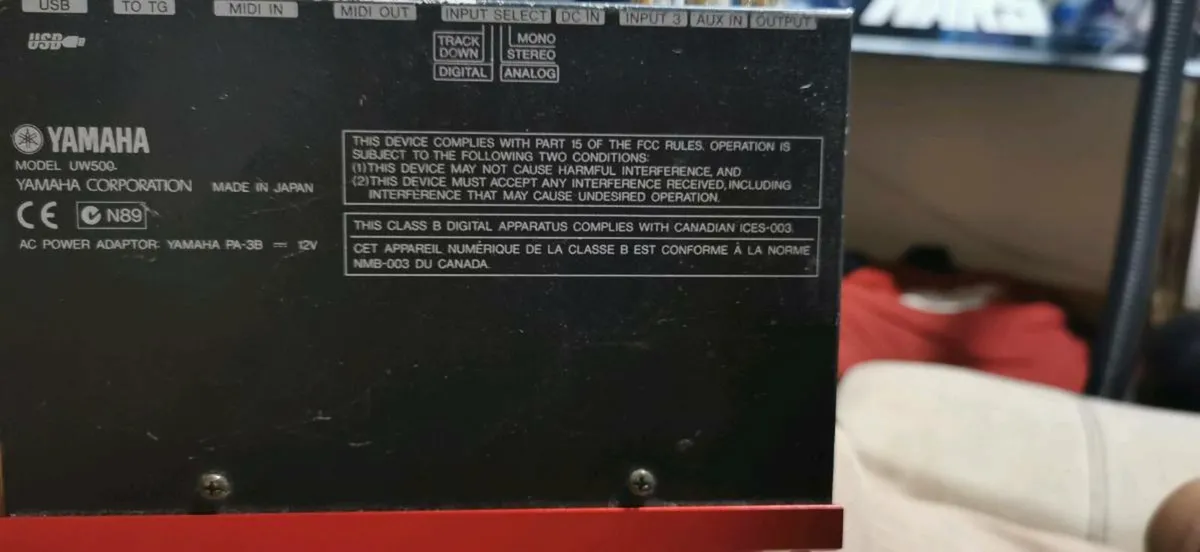 USB
TO TG
MIDI IN
MIDI OUT
INPUT SELECT
DC IN
INPUT 3
AUX IN
OUTPUT
USB
TRACK DOWN
MONO
STEREO
DIGITAL
ANALOG
YAMAHA
MODEL UW500
YAMAHA CORPORATION MADE IN JAPAN
CE N89
AC POWER ADAPTOR: YAMAHA PA-3B 12V
THIS DEVICE COMPLIES WITH PART 15 OF THE FCC RULES. OPERATION IS
SUBJECT TO THE FOLLOWING TWO CONDITIONS:
(1) THIS DEVICE MAY NOT CAUSE HARMFUL INTERFERENCE, AND
(2) THIS DEVICE MUST ACCEPT ANY INTERFERENCE RECEIVED, INCLUDING
INTERFERENCE THAT MAY CAUSE UNDESIRED OPERATION.
THIS CLASS B DIGITAL APPARATUS COMPLIES WITH CANADIAN ICES-003.
CET APPAREIL NUMÉRIQUE DE LA CLASSE B EST CONFORME À LA NORME
NMB-003 DU CANADA.